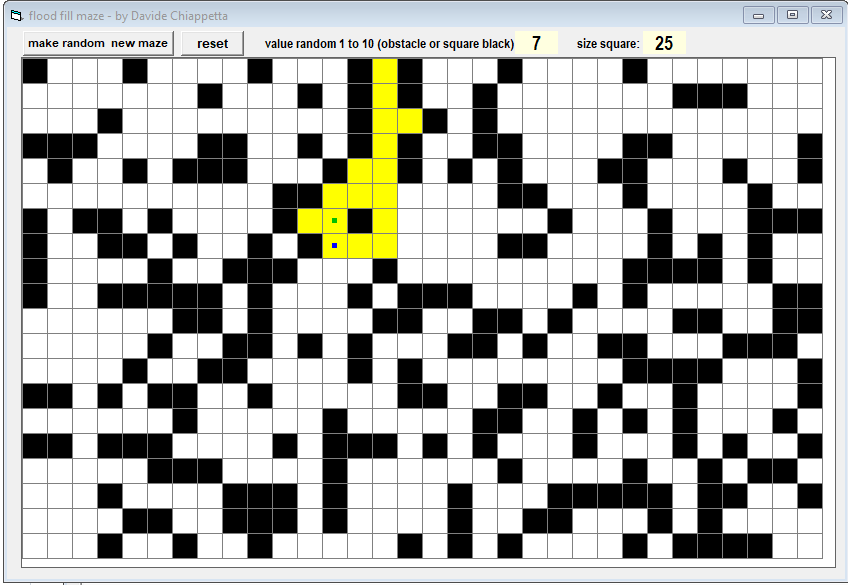 flood fill maze - by Davide Chiappetta
make random new maze reset value random 1 to 10 (obstacle or square black) 7 size square: 25